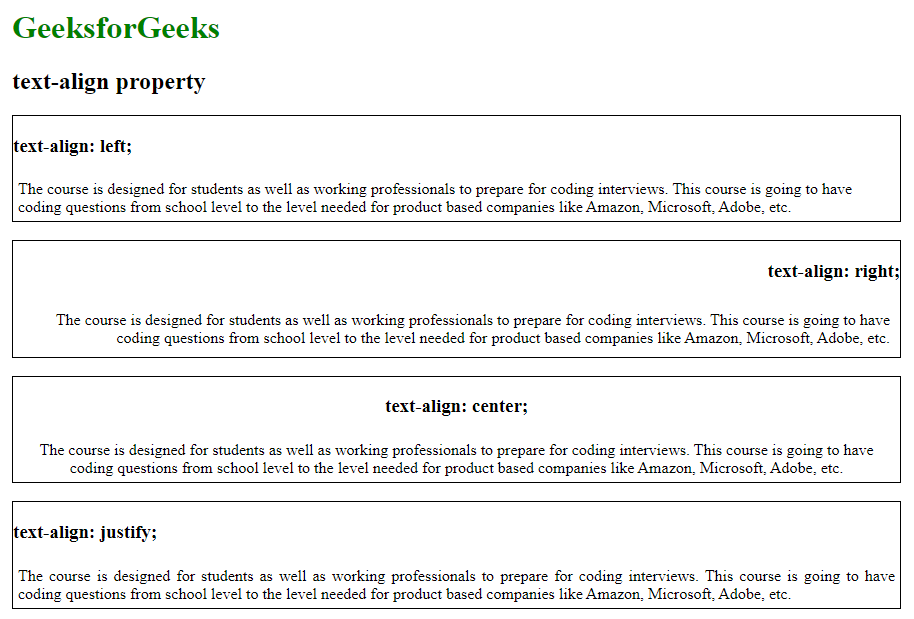 GeeksforGeeks
text-align property
text-align: left;
The course is designed for students as well as working professionals to prepare for coding interviews. This course is going to have
coding questions from school level to the level needed for product based companies like Amazon, Microsoft, Adobe, etc.
text-align: right;
The course is designed for students as well as working professionals to prepare for coding interviews. This course is going to have
coding questions from school level to the level needed for product based companies like Amazon, Microsoft, Adobe, etc.
text-align: center;
The course is designed for students as well as working professionals to prepare for coding interviews. This course is going to have
coding questions from school level to the level needed for product based companies like Amazon, Microsoft, Adobe, etc.
text-align: justify;
The course is designed for students as well as working professionals to prepare for coding interviews. This course is going to have
coding questions from school level to the level needed for product based companies like Amazon, Microsoft, Adobe, etc.